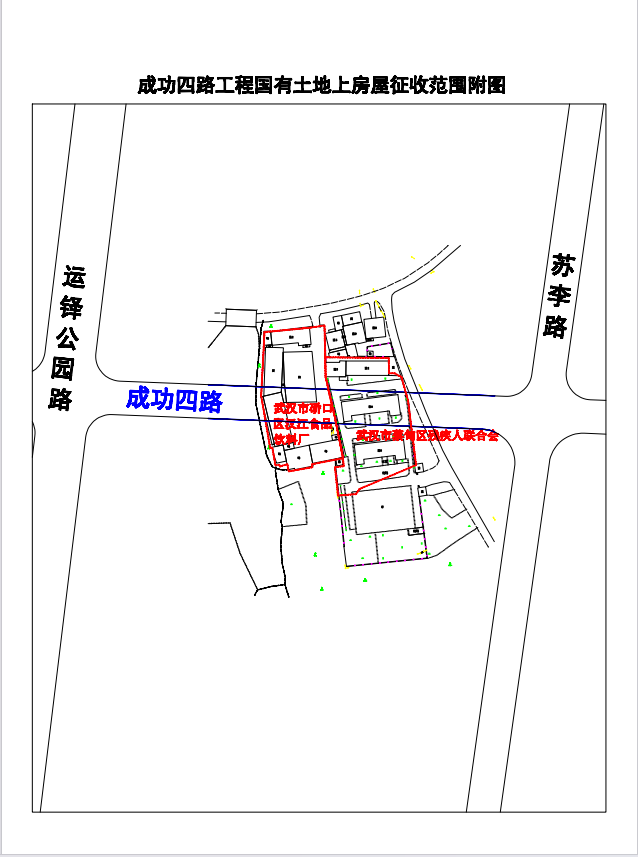 成功四路工程国有土地上房屋征收范围附图
运铎公园路
苏李路
成功四路
武汉市硚口
区汉江食品
饮料厂
武汉市蔡甸区残疾人联合会